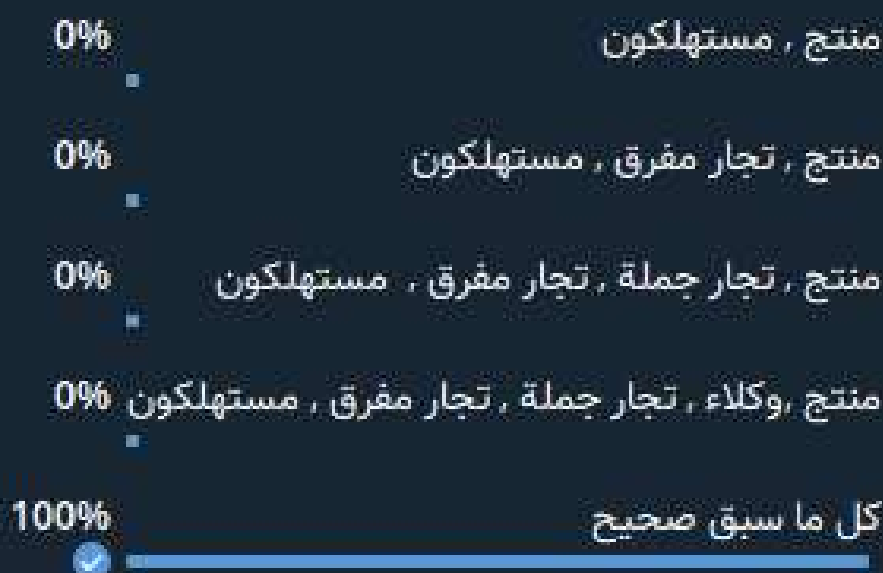 منتج , مستهلكون 0%
منتج , تجار مفرق , مستهلكون 0%
منتج , تجار جملة , تجار مفرق , مستهلكون 0%
منتج ,وكلاء , تجار جملة , تجار مفرق , مستهلكون 0%
كل ما سبق صحيح 100%